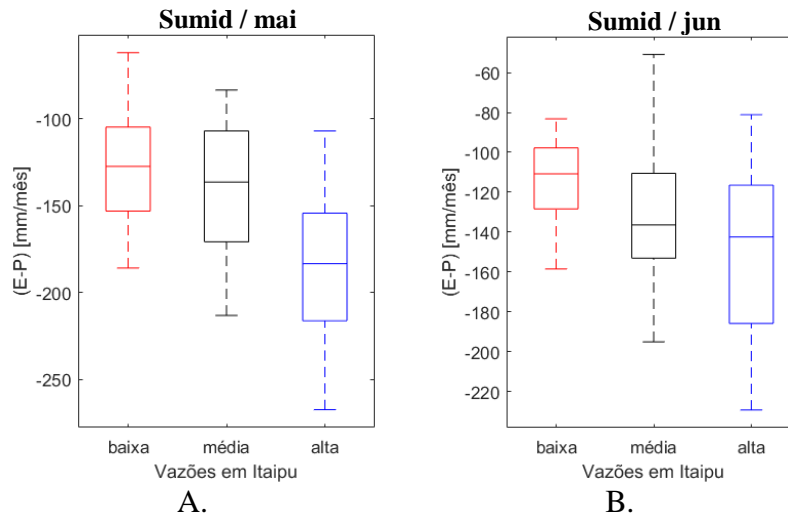 Sumid / mai
-100
-150
-200
-250
(E-P) [mm/mês]
baixa média alta
Vazões em Itaipu
A.
Sumid / jun
-60
-80
-100
-120
-140
-160
-180
-200
-220
(E-P) [mm/mês]
baixa média alta
Vazões em Itaipu
B.